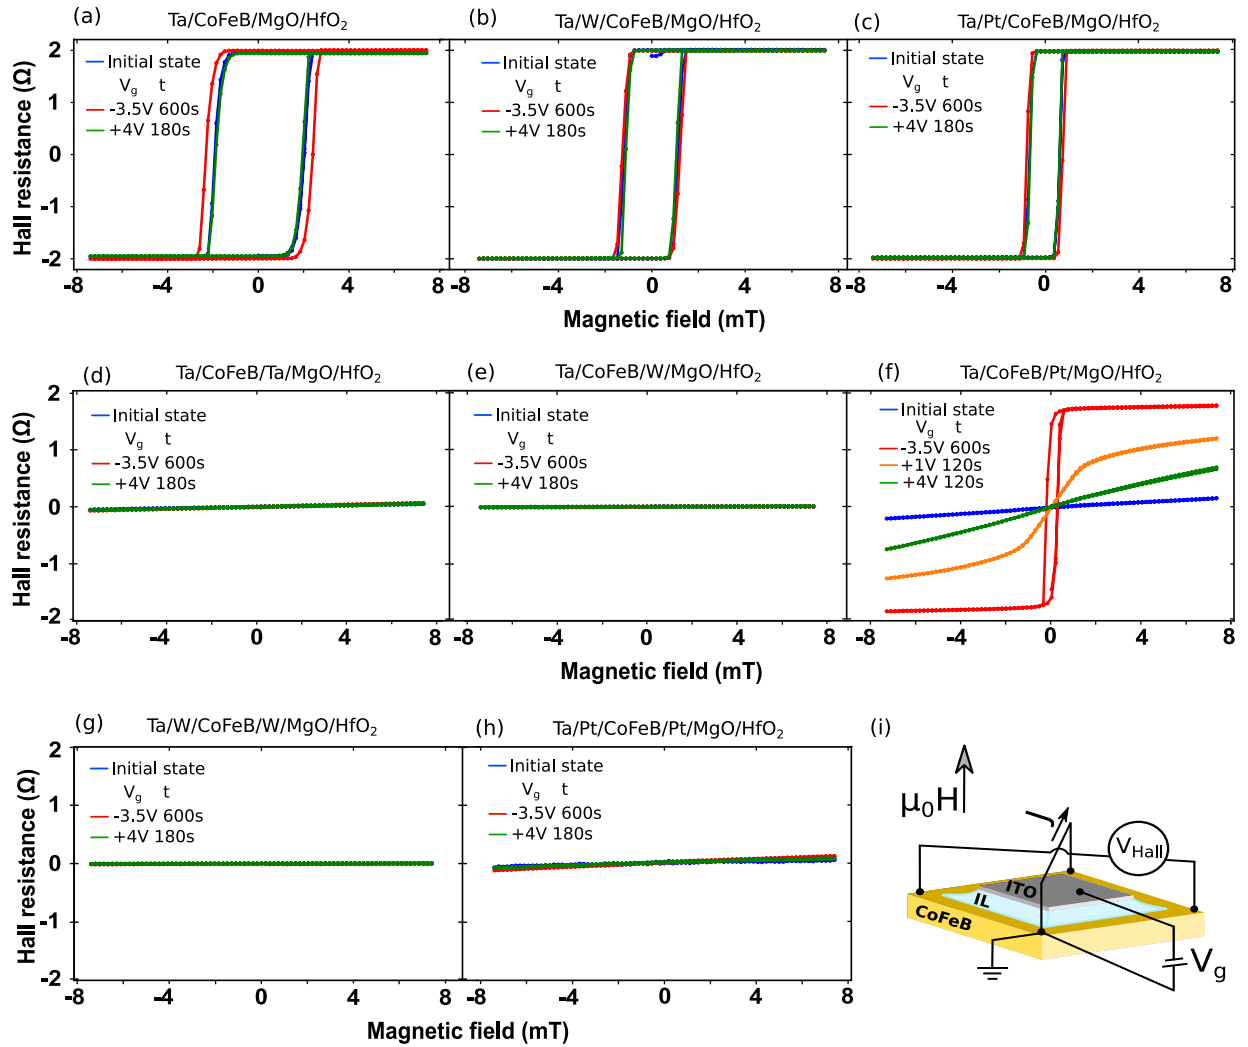 (a) Ta/CoFeB/MgO/HfO₂
(b) Ta/W/CoFeB/MgO/HfO₂
(c) Ta/Pt/CoFeB/MgO/HfO₂
Hall resistance (Ω)
2
1
0
-1
-2
Initial state
Vg t
-3.5V 600s
+4V 180s
Initial state
Vg t
-3.5V 600s
+4V 180s
Initial state
Vg t
-3.5V 600s
+4V 180s
-8 -4 0 4 -8 -4 0 4 -8 -4 0 4 8
Magnetic field (mT)
(d) Ta/CoFeB/Ta/MgO/HfO₂
(e) Ta/CoFeB/W/MgO/HfO₂
(f) Ta/CoFeB/Pt/MgO/HfO₂
Hall resistance (Ω)
2
1
0
-1
-2
Initial state
Vg t
-3.5V 600s
+4V 180s
Initial state
Vg t
-3.5V 600s
+4V 180s
Initial state
Vg t
-3.5V 600s
+1V 120s
+4V 120s
-8 -4 0 4 -8 -4 0 4 -8 -4 0 4 8
Magnetic field (mT)
(g) Ta/W/CoFeB/W/MgO/HfO₂
(h) Ta/Pt/CoFeB/Pt/MgO/HfO₂
(i)
Hall resistance (Ω)
2
1
0
-1
-2
Initial state
Vg t
-3.5V 600s
+4V 180s
Initial state
Vg t
-3.5V 600s
+4V 180s
-8 -4 0 4 -8 -4 0 4 8
Magnetic field (mT)
μ₀H
I
VHall
ITO
IL
CoFeB
Vg